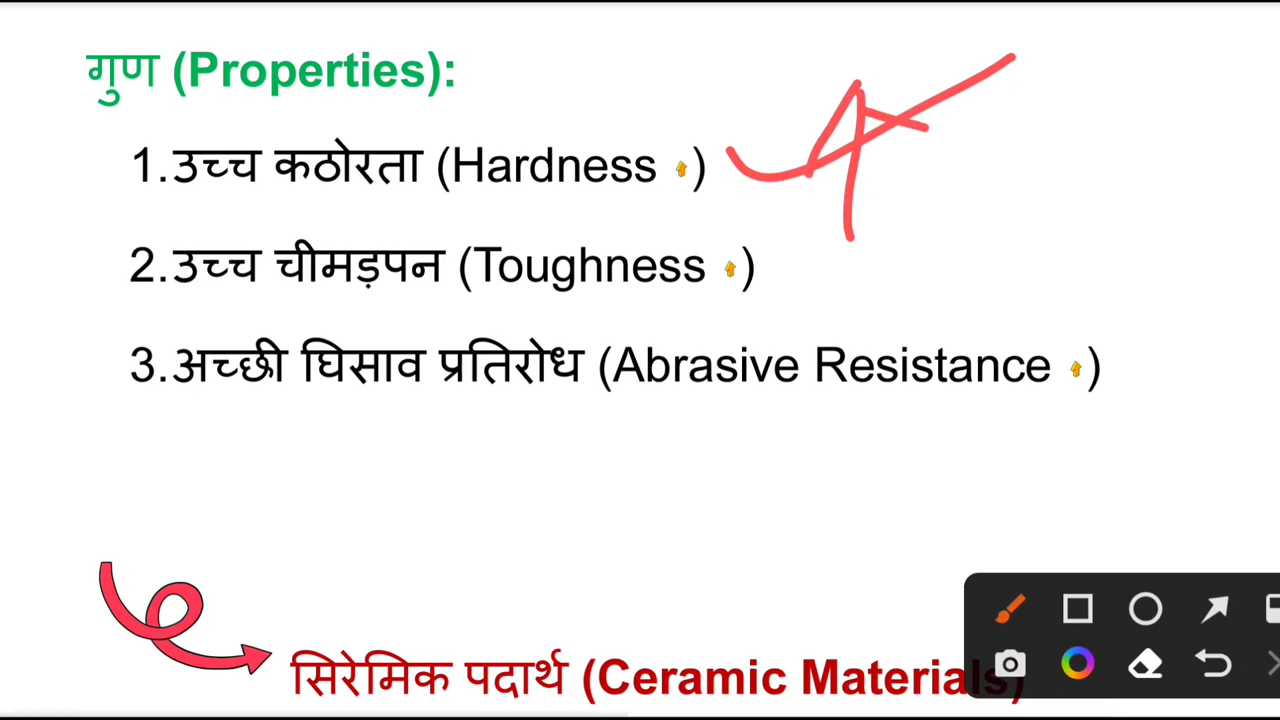 गुण (Properties):
1.उच्च कठोरता (Hardness ⬆)
2.उच्च चीमड़पन (Toughness ⬆)
3.अच्छी घिसाव प्रतिरोध (Abrasive Resistance ⬆)
सिरेमिक पदार्थ (Ceramic Materials)